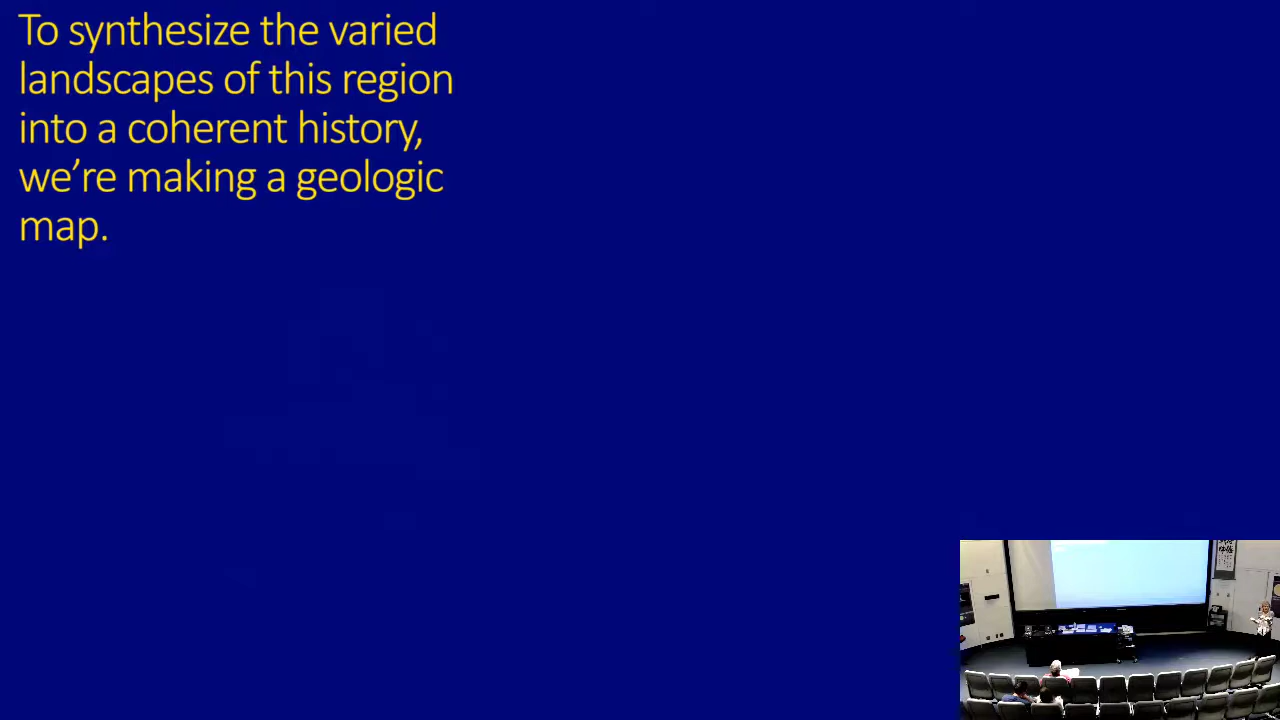 To synthesize the varied
landscapes of this region
into a coherent history,
we’re making a geologic
map.